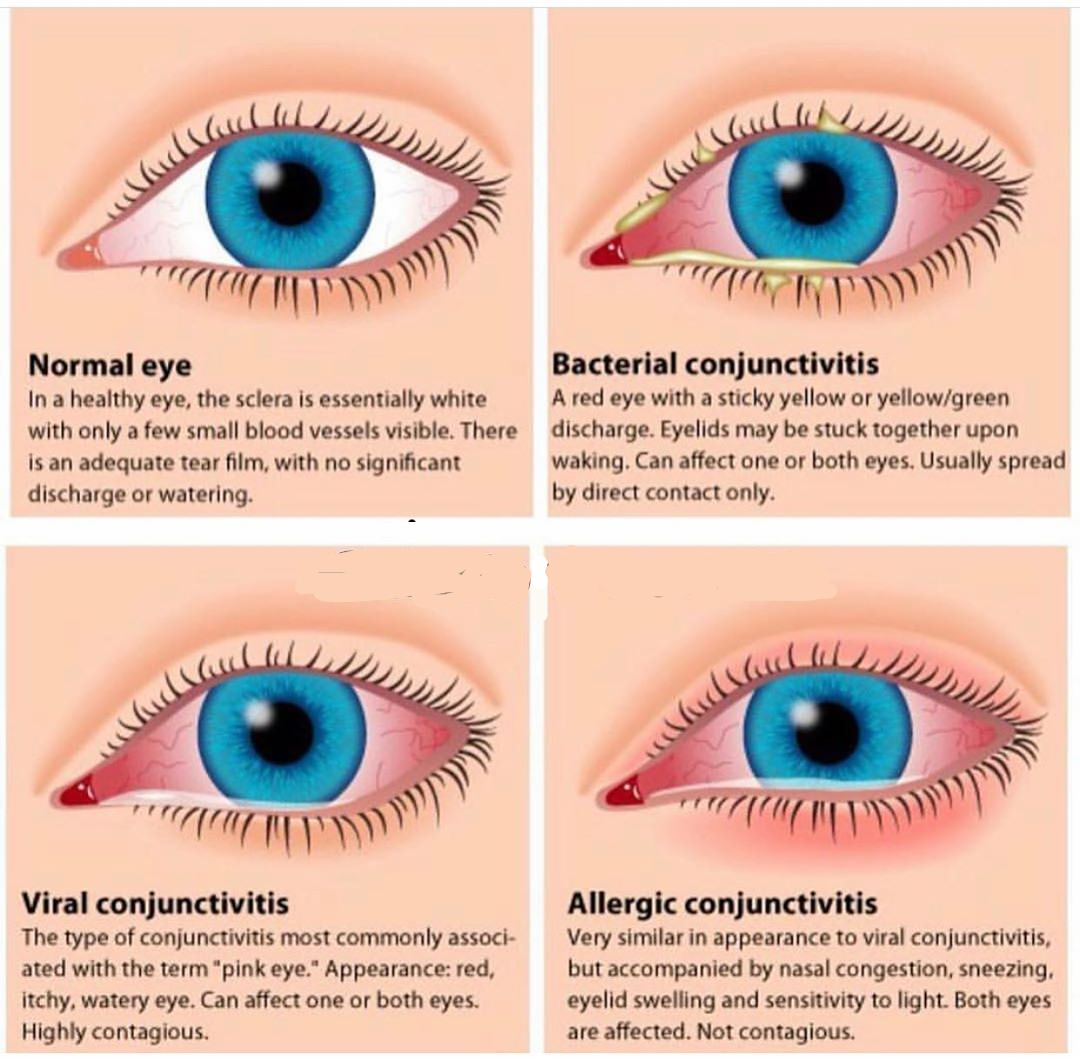 Normal eye
In a healthy eye, the sclera is essentially white
with only a few small blood vessels visible. There
is an adequate tear film, with no significant
discharge or watering.
Bacterial conjunctivitis
A red eye with a sticky yellow or yellow/green
discharge. Eyelids may be stuck together upon
waking. Can affect one or both eyes. Usually spread
by direct contact only.
Viral conjunctivitis
The type of conjunctivitis most commonly associ-
ated with the term "pink eye." Appearance: red,
itchy, watery eye. Can affect one or both eyes.
Highly contagious.
Allergic conjunctivitis
Very similar in appearance to viral conjunctivitis,
but accompanied by nasal congestion, sneezing,
eyelid swelling and sensitivity to light. Both eyes
are affected. Not contagious.